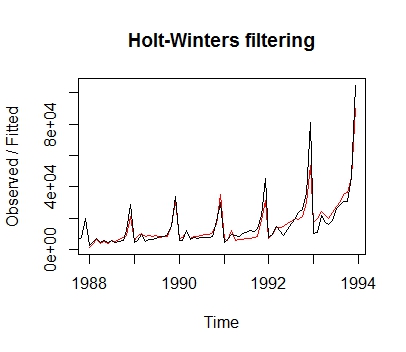 Holt-Winters filtering
Observed / Fitted
8e+04
4e+04
0e+00
1988
1990
1992
1994
Time